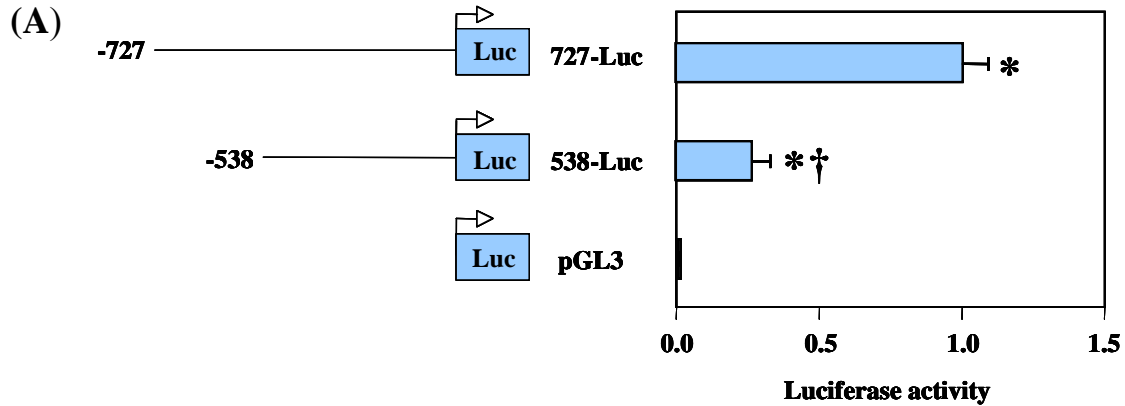 (A)
-727 Luc 727-Luc *
-538 Luc 538-Luc *†
Luc pGL3
0.0 0.5 1.0 1.5
Luciferase activity